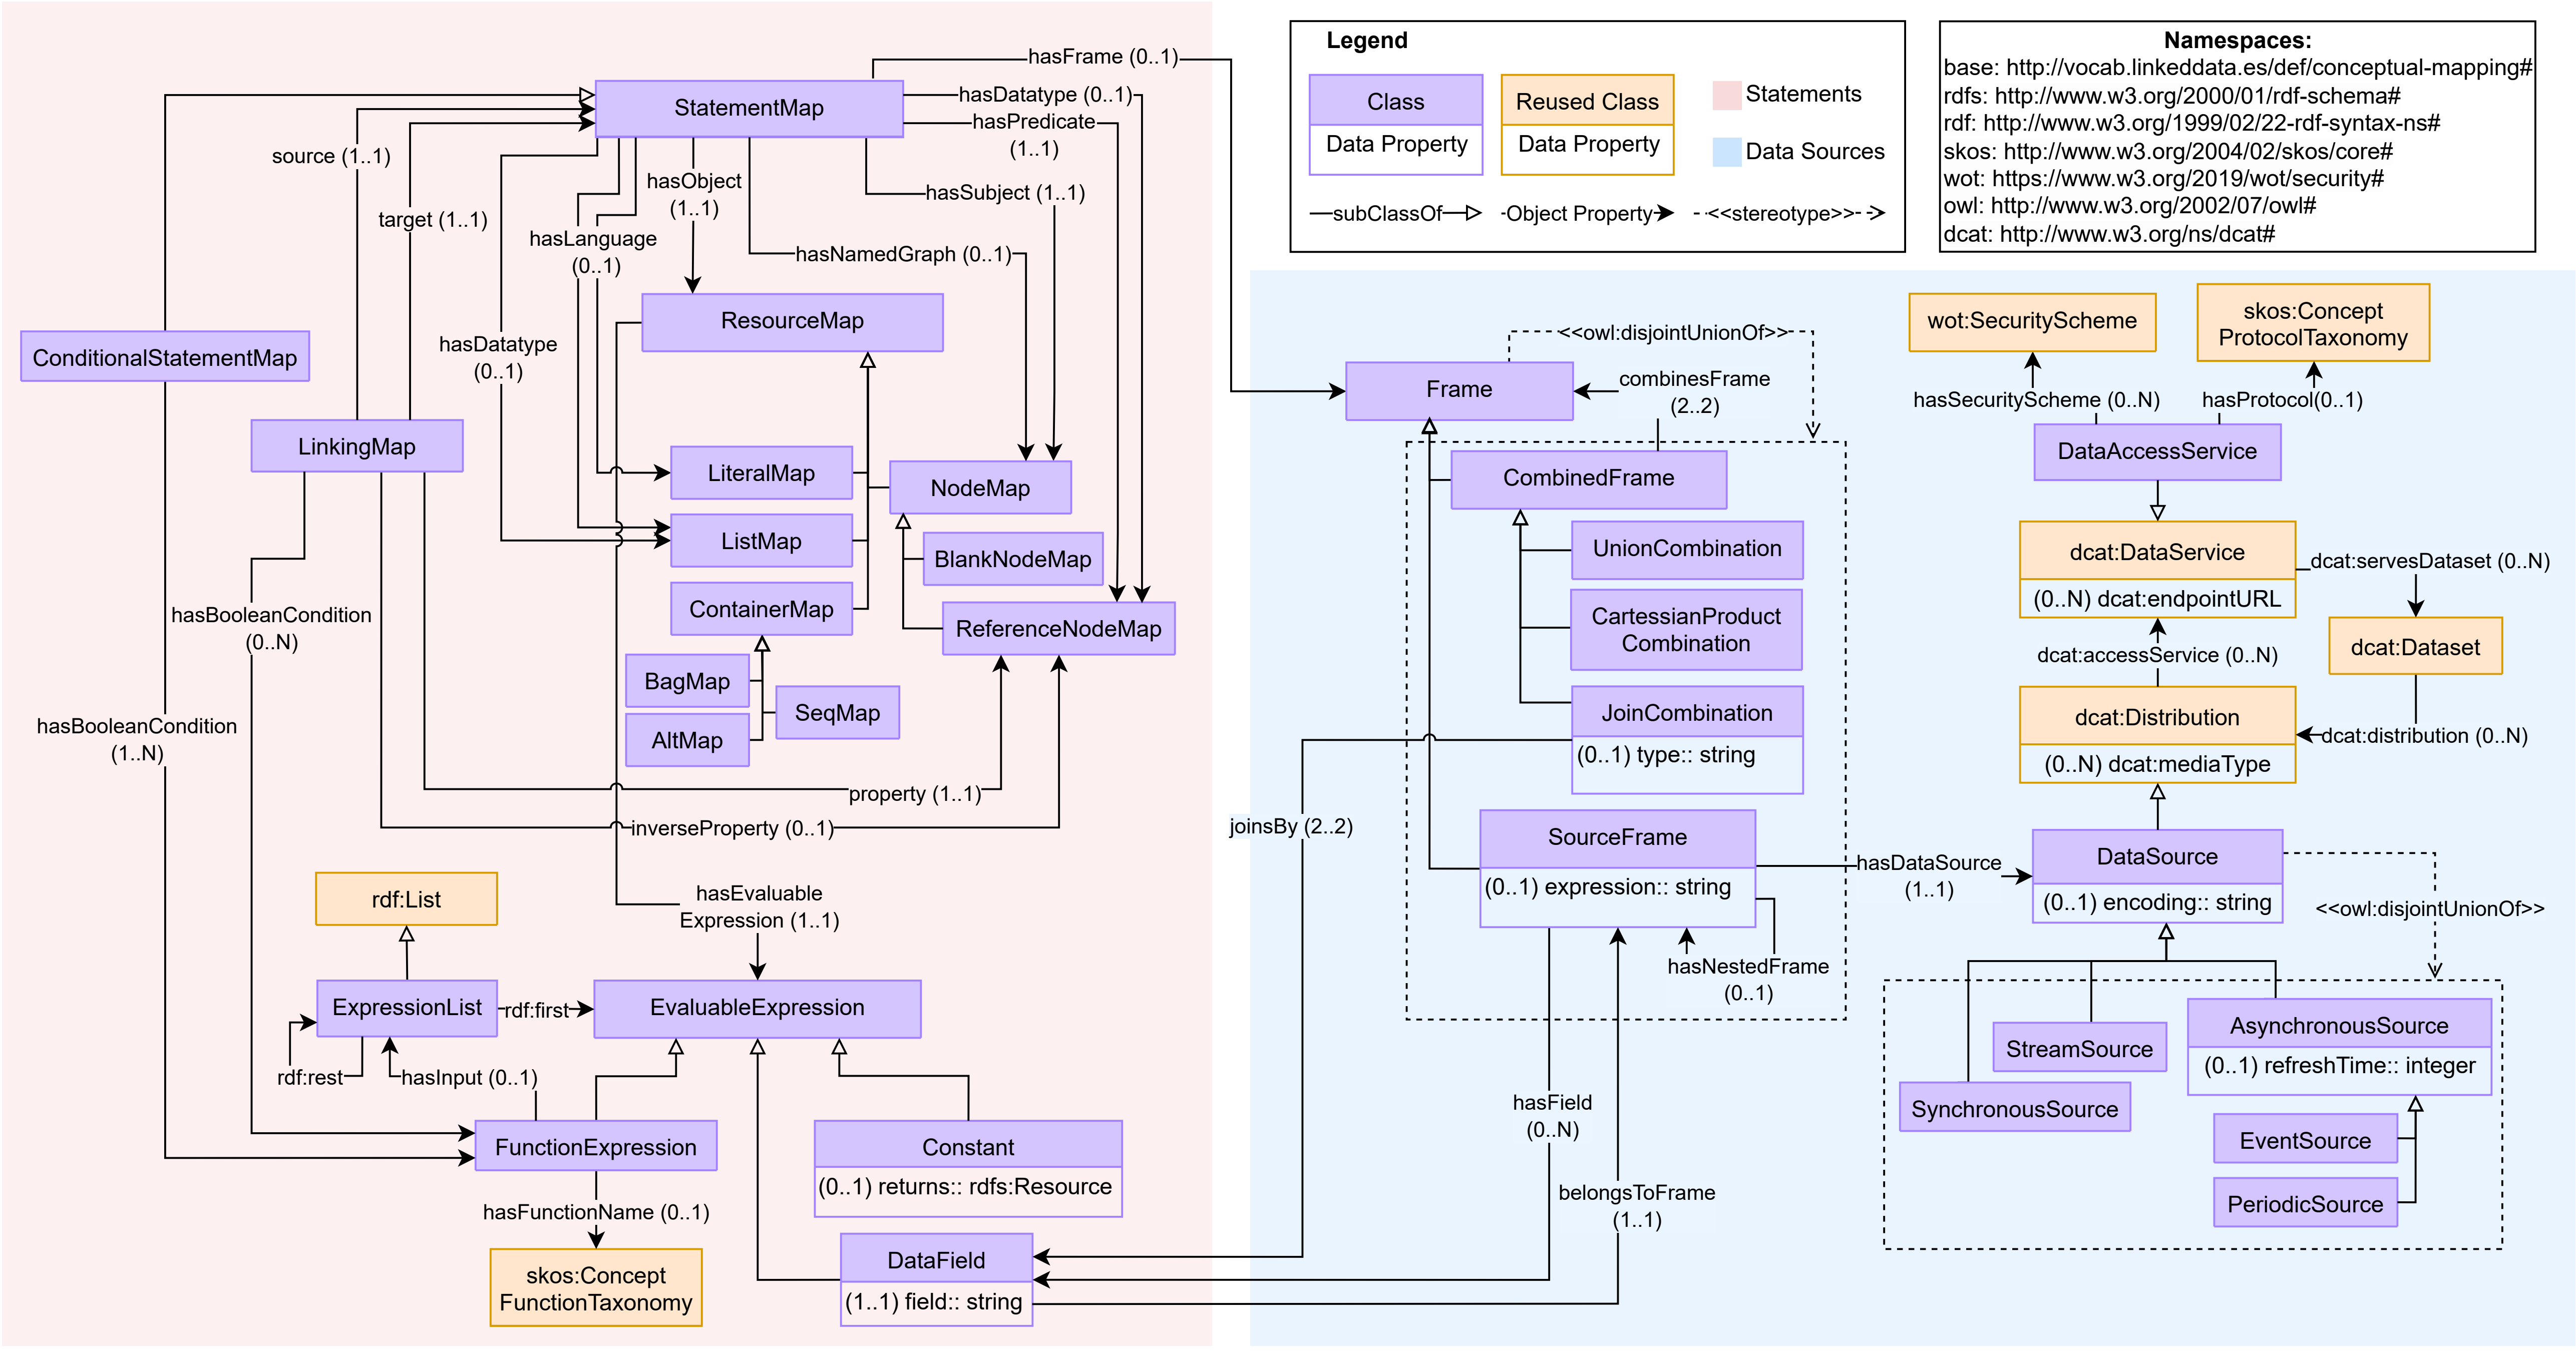 hasFrame (0..1)
StatementMap
hasDatatype (0..1)
hasPredicate
(1..1)
source (1..1)
target (1..1)
hasObject
(1..1)
hasSubject (1..1)
hasLanguage
(0..1)
hasNamedGraph (0..1)
ResourceMap
ConditionalStatementMap
hasDatatype
(0..1)
LinkingMap
LiteralMap
NodeMap
ListMap
BlankNodeMap
ContainerMap
ReferenceNodeMap
hasBooleanCondition
(0..N)
BagMap
SeqMap
AltMap
hasBooleanCondition
(1..N)
property (1..1)
inverseProperty (0..1)
rdf:List
hasEvaluable
Expression (1..1)
ExpressionList
rdf:first
EvaluableExpression
rdf:rest
hasInput (0..1)
FunctionExpression
Constant
(0..1) returns:: rdfs:Resource
hasFunctionName (0..1)
skos:Concept
FunctionTaxonomy
DataField
(1..1) field:: string
Legend
Class
Data Property
Reused Class
Data Property
Statements
Data Sources
subClassOf
Object Property
<<stereotype>>
Namespaces:
base: http://vocab.linkeddata.es/def/conceptual-mapping#
rdfs: http://www.w3.org/2000/01/rdf-schema#
rdf: http://www.w3.org/1999/02/22-rdf-syntax-ns#
skos: http://www.w3.org/2004/02/skos/core#
wot: https://www.w3.org/2019/wot/security#
owl: http://www.w3.org/2002/07/owl#
dcat: http://www.w3.org/ns/dcat#
<<owl:disjointUnionOf>>
Frame
combinesFrame
(2..2)
CombinedFrame
UnionCombination
CartessianProduct
Combination
JoinCombination
(0..1) type:: string
joinsBy (2..2)
SourceFrame
(0..1) expression:: string
hasDataSource
(1..1)
hasNestedFrame
(0..1)
hasField
(0..N)
belongsToFrame
(1..1)
wot:SecurityScheme
skos:Concept
ProtocolTaxonomy
hasSecurityScheme (0..N)
hasProtocol(0..1)
DataAccessService
dcat:DataService
(0..N) dcat:endpointURL
dcat:servesDataset (0..N)
dcat:accessService (0..N)
dcat:Dataset
dcat:Distribution
(0..N) dcat:mediaType
dcat:distribution (0..N)
DataSource
(0..1) encoding:: string
<<owl:disjointUnionOf>>
AsynchronousSource
(0..1) refreshTime:: integer
StreamSource
SynchronousSource
EventSource
PeriodicSource